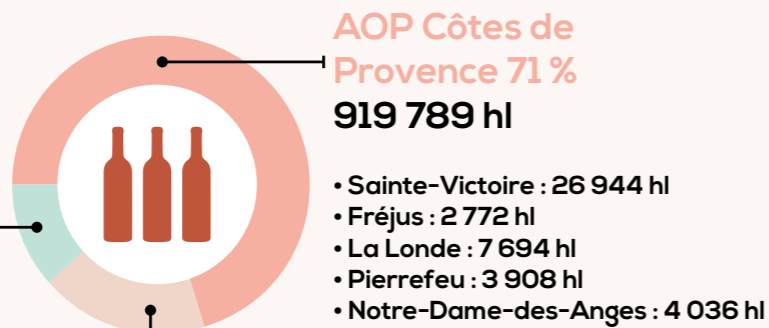 AOP Côtes de
Provence 71 %
919 789 hl
• Sainte-Victoire : 26 944 hl
• Fréjus : 2 772 hl
• La Londe : 7 694 hl
• Pierrefeu : 3 908 hl
• Notre-Dame-des-Anges : 4 036 hl